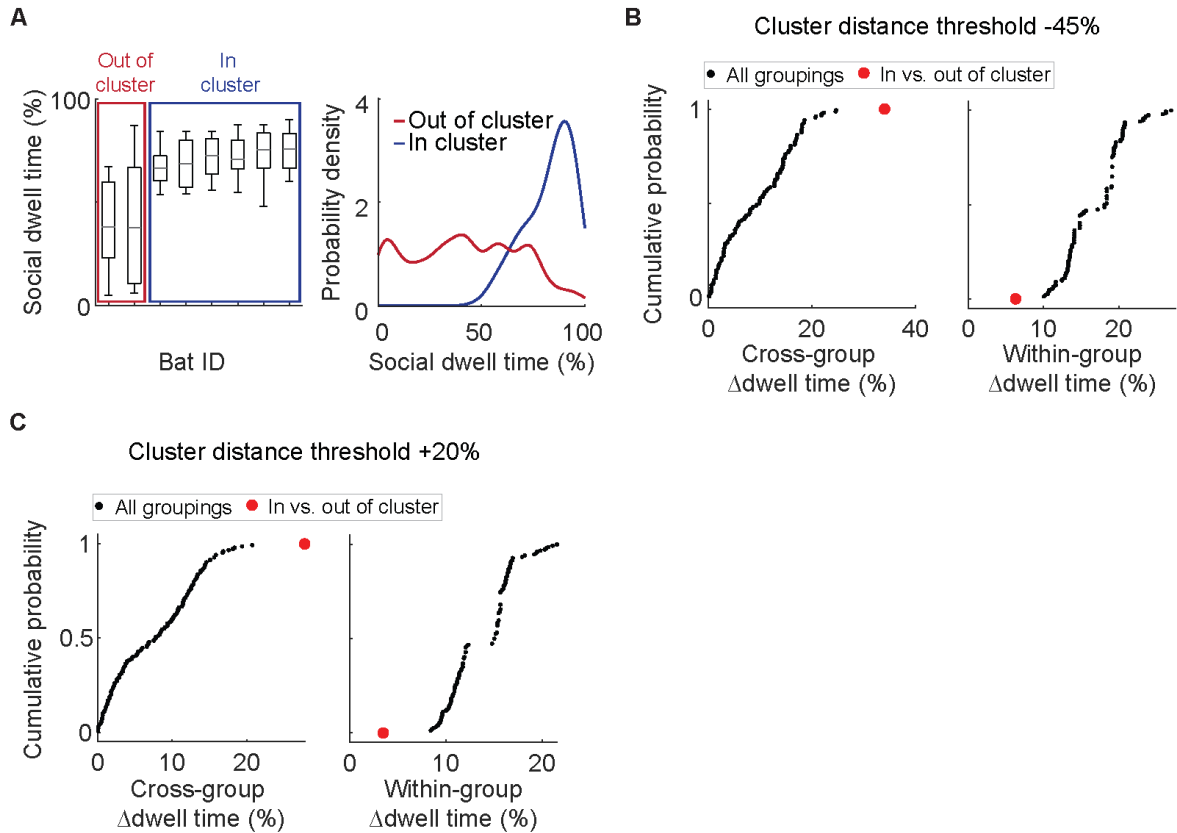 A
Out of
cluster
In
cluster
100
0
Social dwell time (%)
Bat ID
4
2
0
Probability density
Out of cluster
In cluster
0 50 100
Social dwell time (%)
B
Cluster distance threshold -45%
All groupings In vs. out of cluster
Cumulative probability
1
0
0 20 40
Cross-group
Δdwell time (%)
10 20
Within-group
Δdwell time (%)
C
Cluster distance threshold +20%
All groupings In vs. out of cluster
Cumulative probability
1
0.5
0
0 10 20
Cross-group
Δdwell time (%)
0 10 20
Within-group
Δdwell time (%)